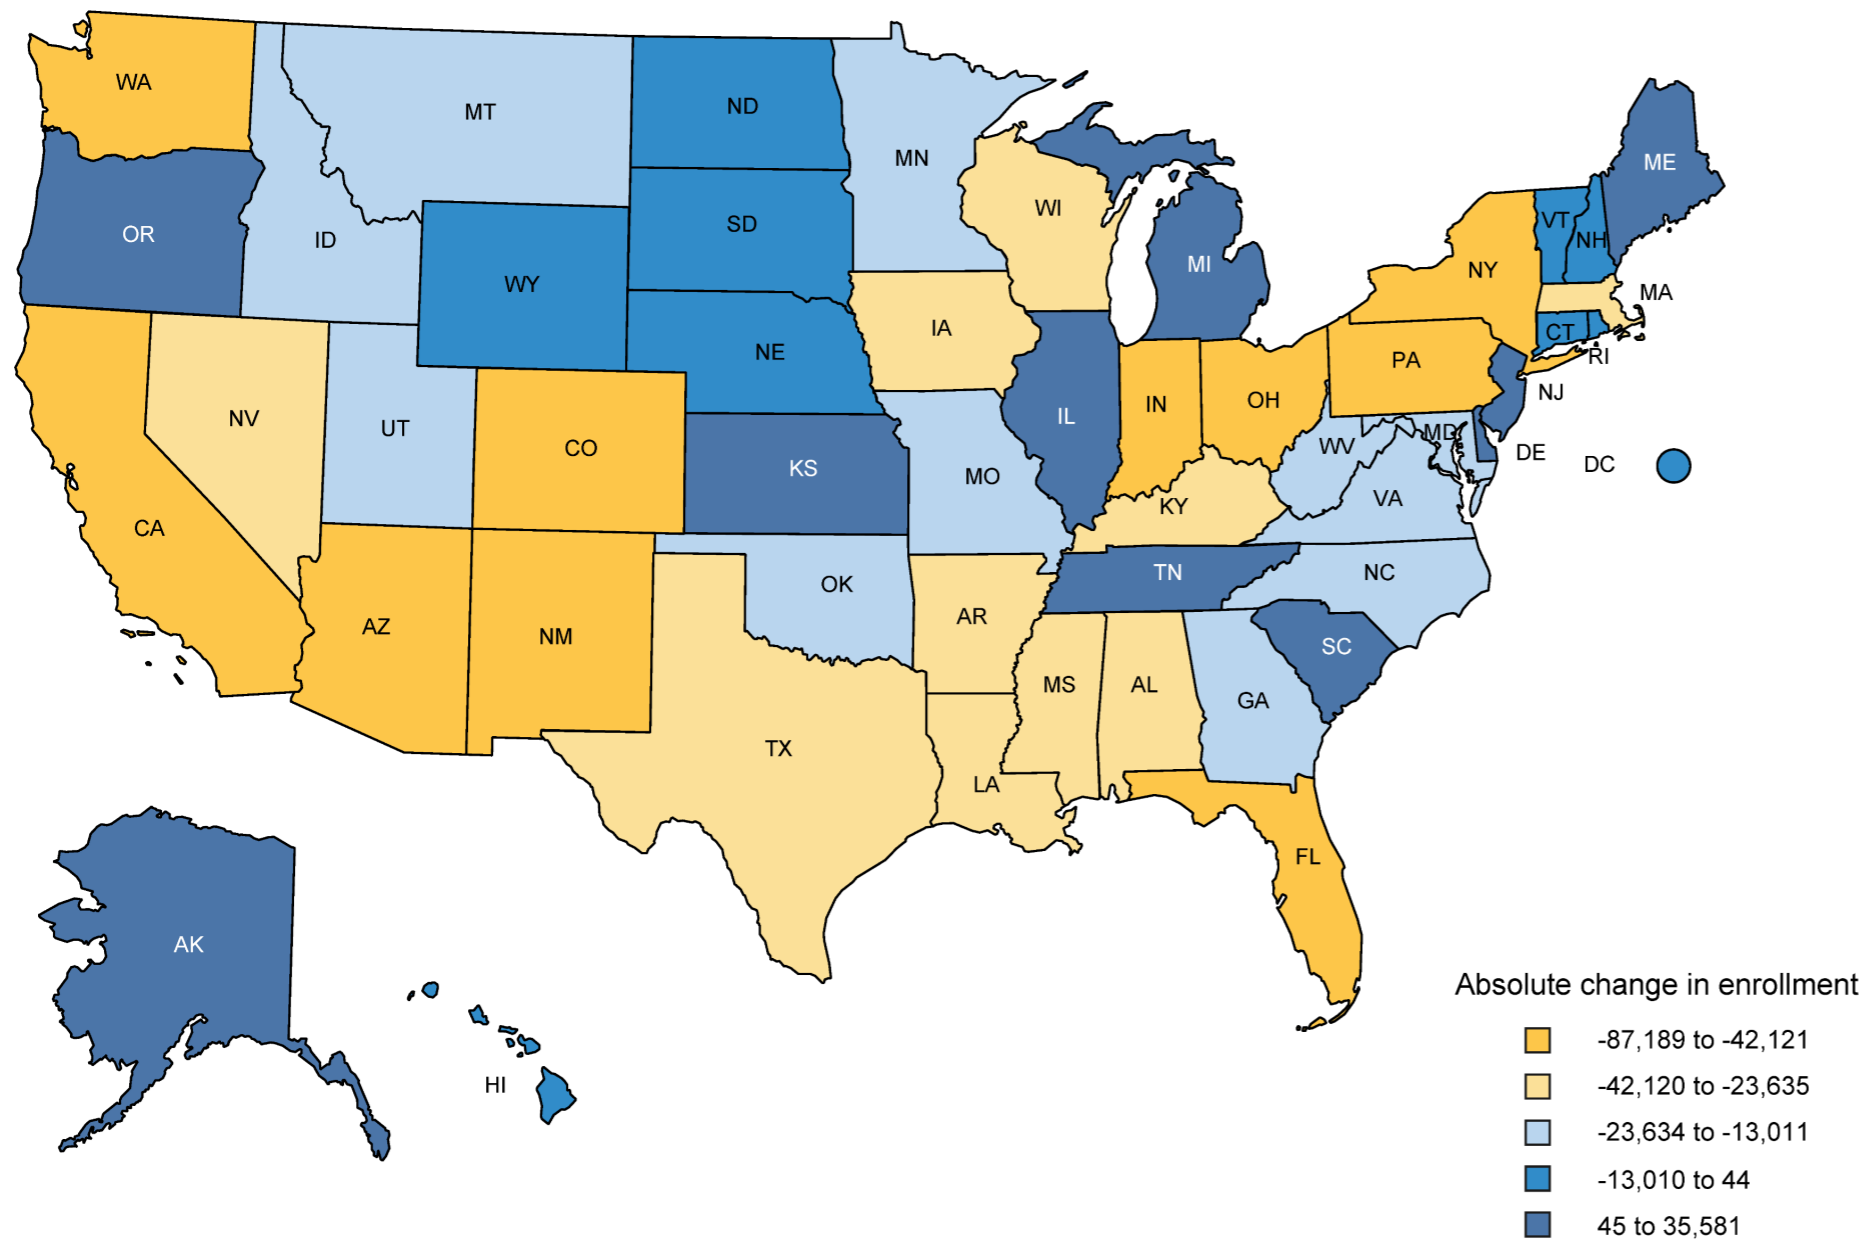 WA
MT
ND
MN
ME
OR
ID
SD
WI
MI
VT
NH
NY
MA
WY
IA
NE
CT
RI
PA
NJ
NV
UT
CO
KS
MO
IL
IN
OH
WV
MD
DE
DC
VA
KY
CA
AZ
NM
OK
AR
TN
NC
SC
MS
AL
GA
TX
LA
FL
AK
HI
Absolute change in enrollment
-87,189 to -42,121
-42,120 to -23,635
-23,634 to -13,011
-13,010 to 44
45 to 35,581